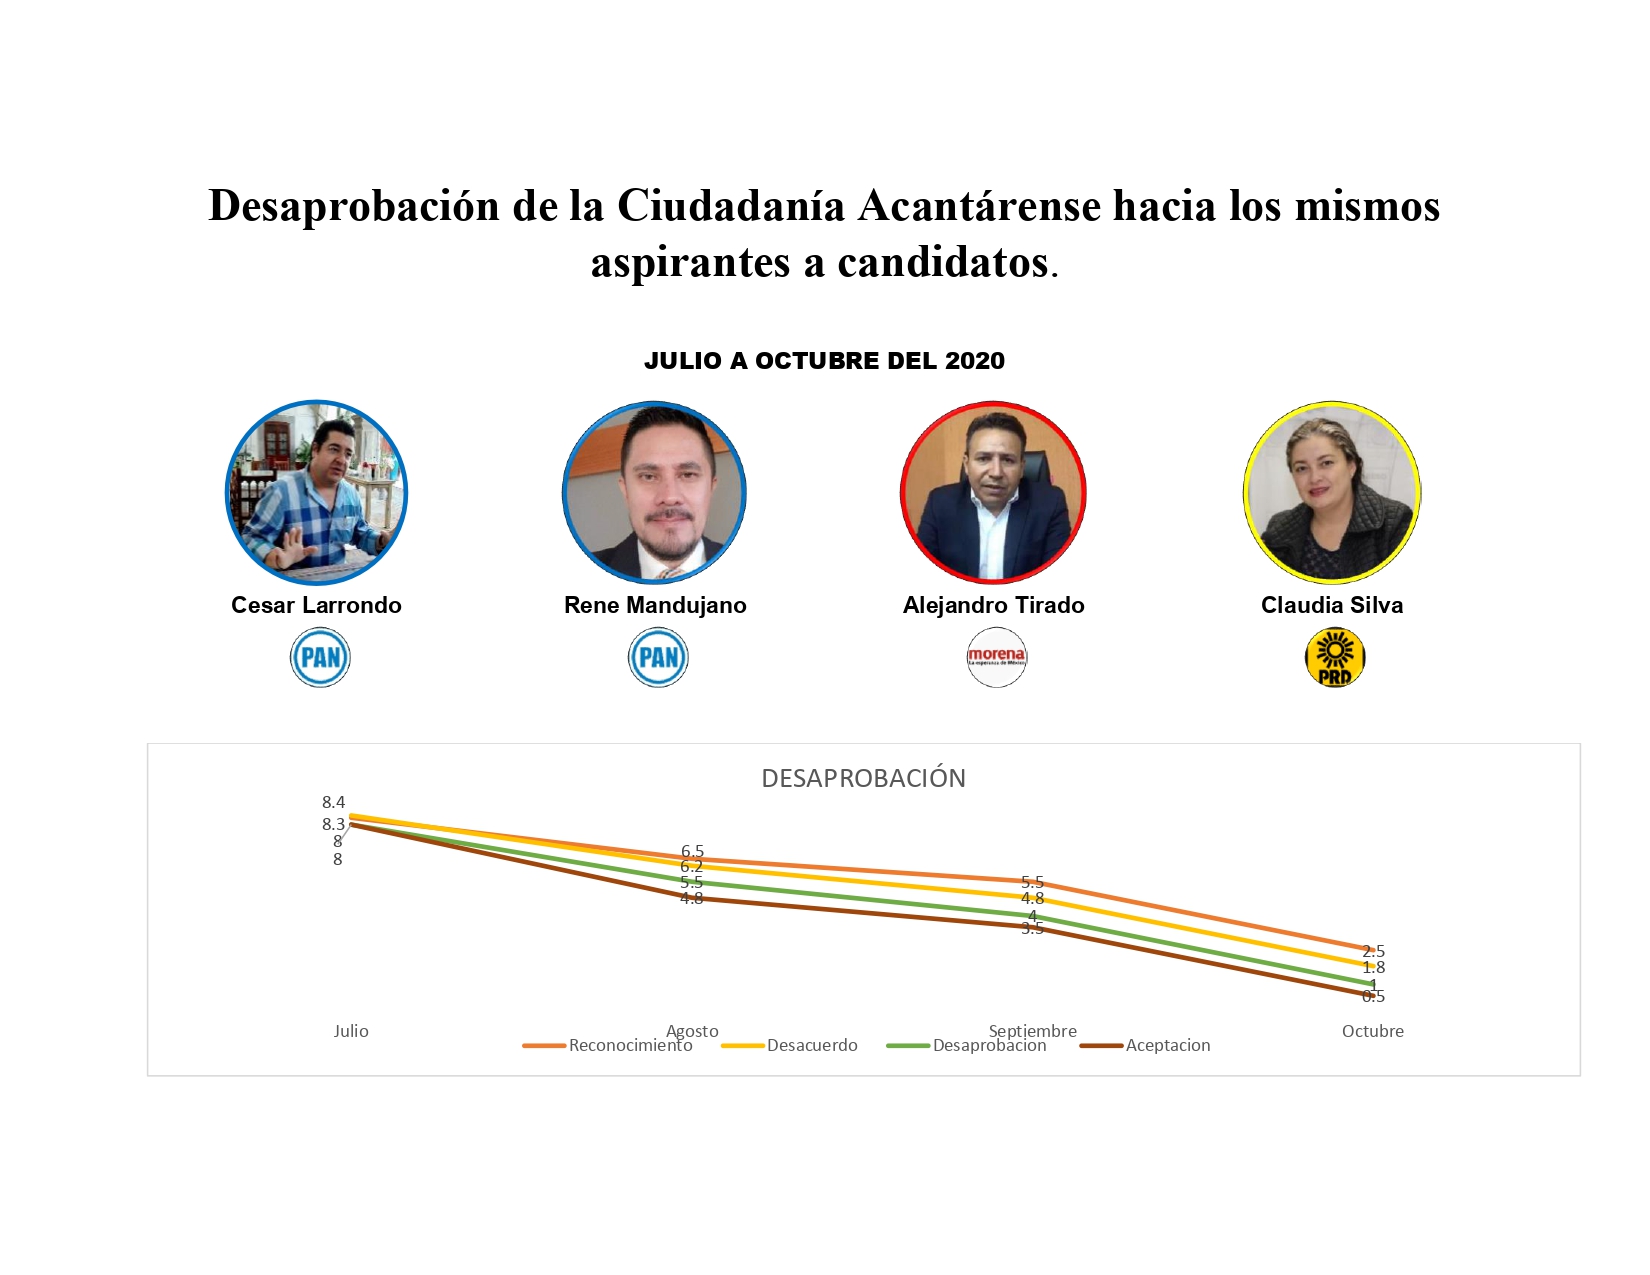 Desaprobación de la Ciudadanía Acantárense hacia los mismos
aspirantes a candidatos.
JULIO A OCTUBRE DEL 2020
Cesar Larrondo
Rene Mandujano
Alejandro Tirado
Claudia Silva
PAN
PAN
morena
La esperanza de México
PRD
DESAPROBACIÓN
8.4
8.3
8
8
6.5
6.2
5.5
4.8
5.5
4.8
4
3.5
2.5
1.8
1
0.5
Julio
Agosto
Septiembre
Octubre
Reconocimiento
Desacuerdo
Desaprobacion
Aceptacion